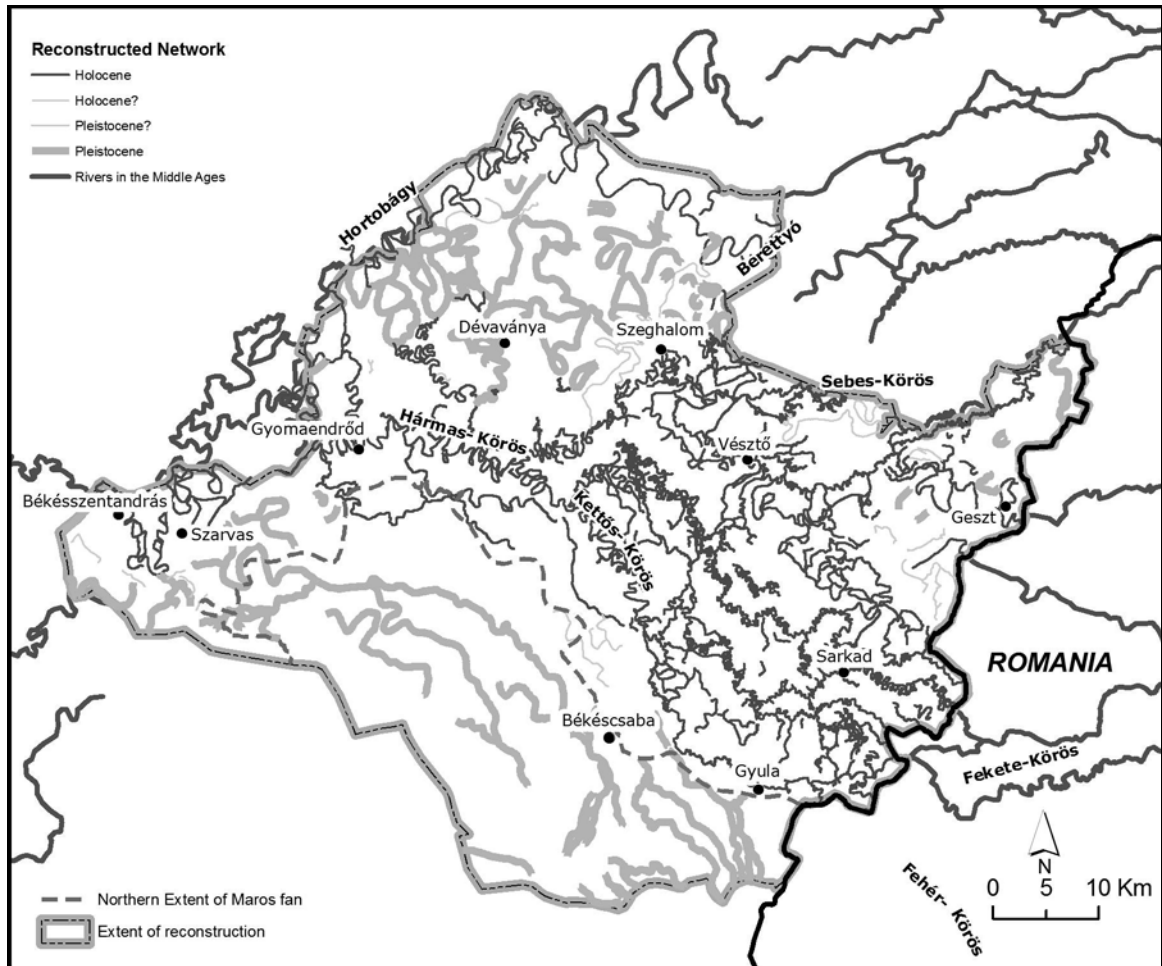 Reconstructed Network
Holocene
Holocene?
Pleistocene?
Pleistocene
Rivers in the Middle Ages
Hortobágy
Bérettyó
Dévaványa
Szeghalom
Sebes-Körös
Gyomaendrőd
Hármas- Körös
Vésztő
Békésszentandrás
Szarvas
Kettős- Körös
Geszt
Sarkad
ROMANIA
Békéscsaba
Gyula
Fekete-Körös
Fehér- Körös
N
0 5 10 Km
Northern Extent of Maros fan
Extent of reconstruction